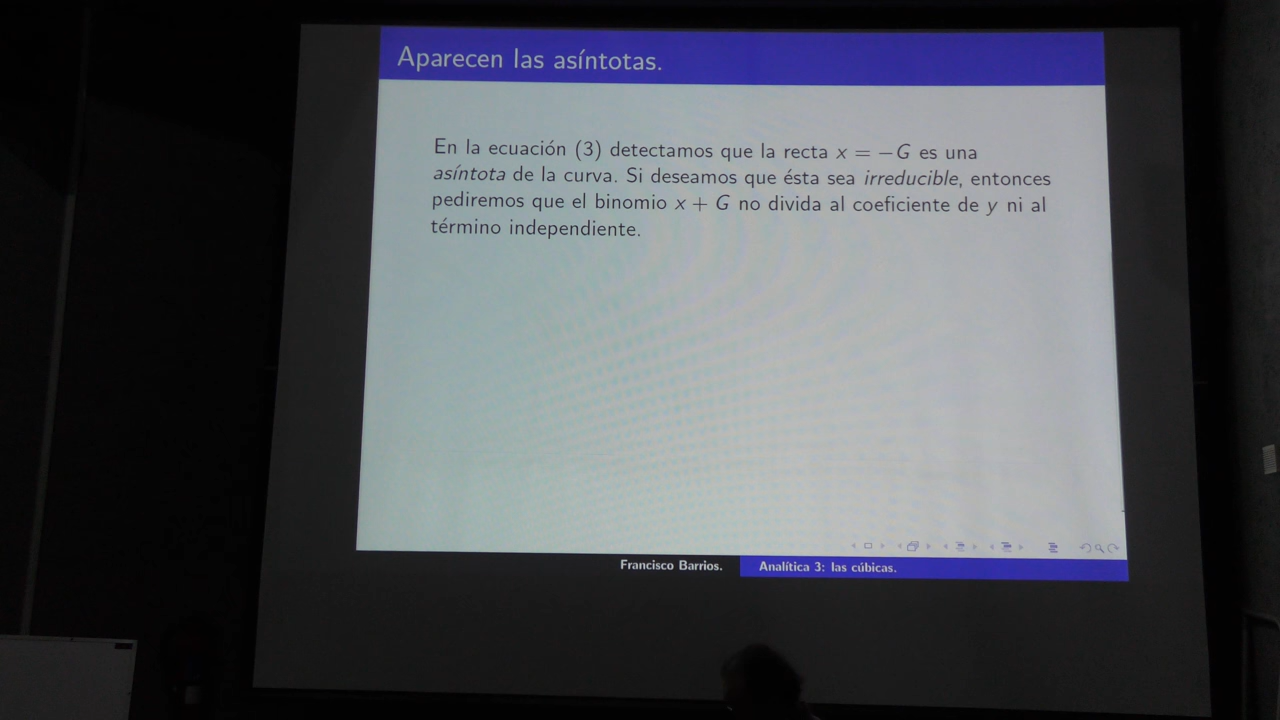 Aparecen las asíntotas.
En la ecuación (3) detectamos que la recta x = −G es una
asíntota de la curva. Si deseamos que ésta sea irreducible, entonces
pediremos que el binomio x + G no divida al coeficiente de y ni al
término independiente.
Francisco Barrios. Analítica 3: las cúbicas.